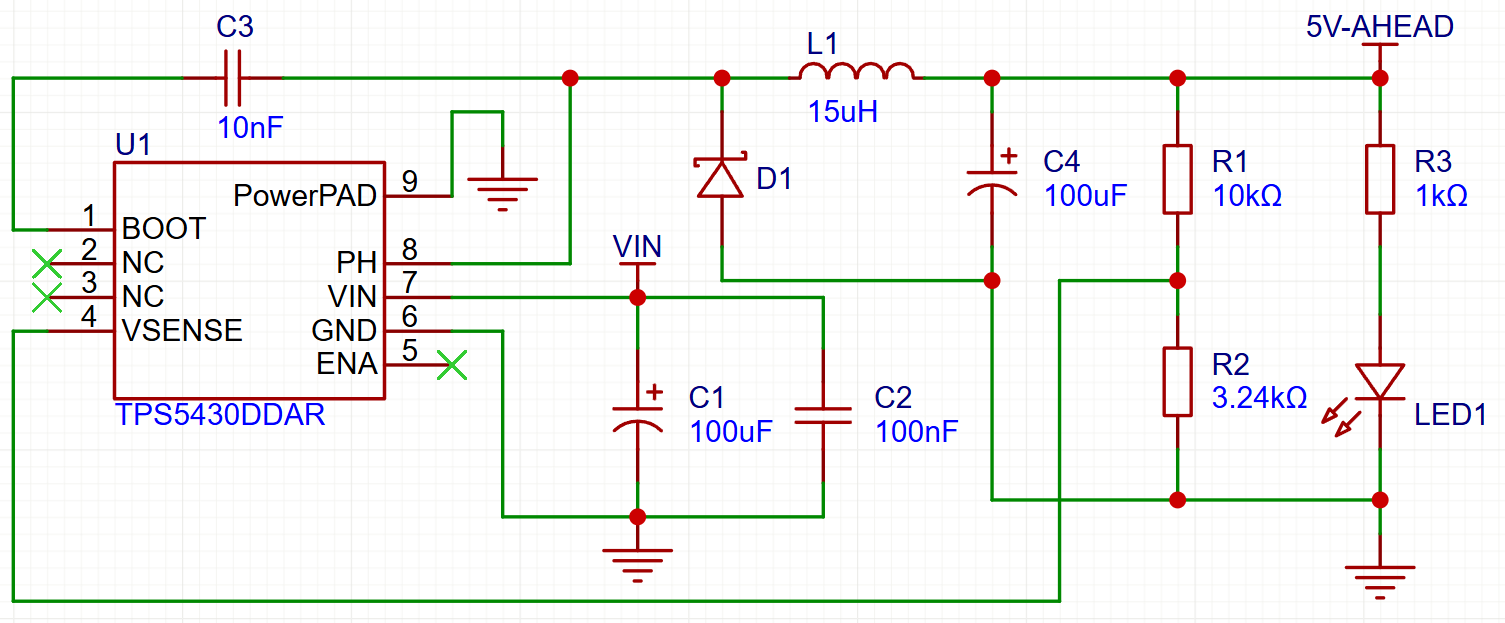 C3
10nF
5V-AHEAD
L1
15uH
U1
PowerPAD 9
1 BOOT
2 NC
3 NC
4 VSENSE
PH 8
VIN 7
GND 6
ENA 5
TPS5430DDAR
D1
VIN
C1
100uF
C2
100nF
C4
100uF
R1
10kΩ
R3
1kΩ
R2
3.24kΩ
LED1